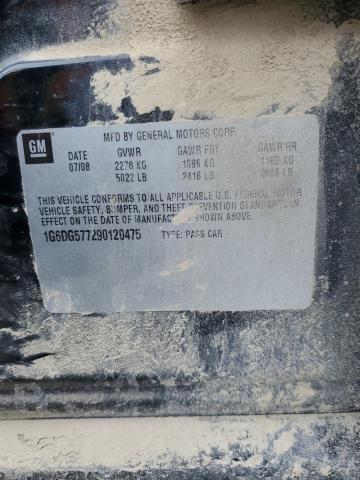 GM
MFD BY GENERAL MOTORS CORP
DATE GVWR GAWR FRT GAWR RR
07/08 2278 KG 1096 KG 1182 KG
5022 LB 2416 LB 2606 LB
THIS VEHICLE CONFORMS TO ALL APPLICABLE U.S. FEDERAL MOTOR
VEHICLE SAFETY, BUMPER, AND THEFT PREVENTION STANDARDS IN
EFFECT ON THE DATE OF MANUFACTURE SHOWN ABOVE.
1G6DG577290120475 TYPE: PASS CAR